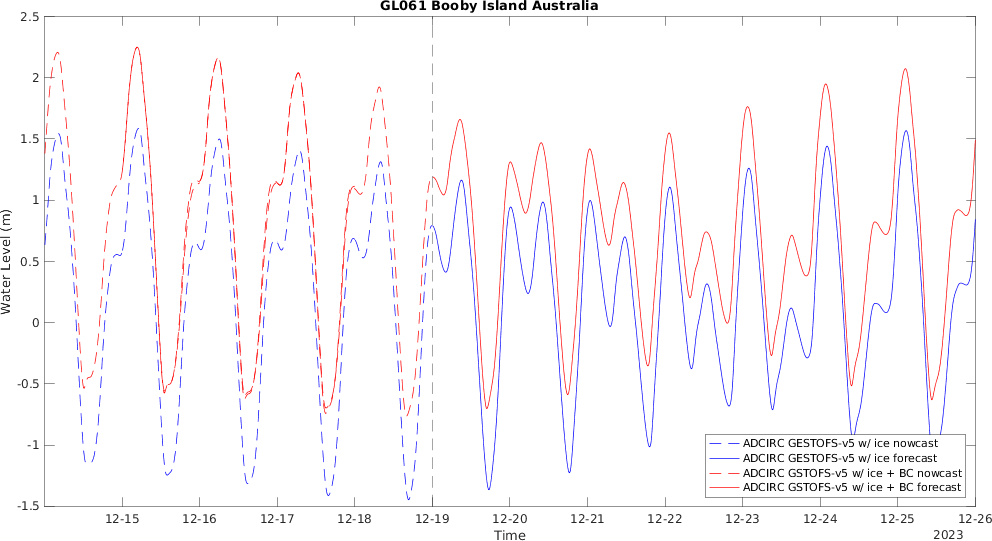 GL061 Booby Island Australia
Water Level (m)
2.5
2
1.5
1
0.5
0
-0.5
-1
-1.5
ADCIRC GESTOFS-v5 w/ ice nowcast
ADCIRC GESTOFS-v5 w/ ice forecast
ADCIRC GSTOFS-v5 w/ ice + BC nowcast
ADCIRC GSTOFS-v5 w/ ice + BC forecast
12-15 12-16 12-17 12-18 12-19 12-20 12-21 12-22 12-23 12-24 12-25 12-26
Time
2023